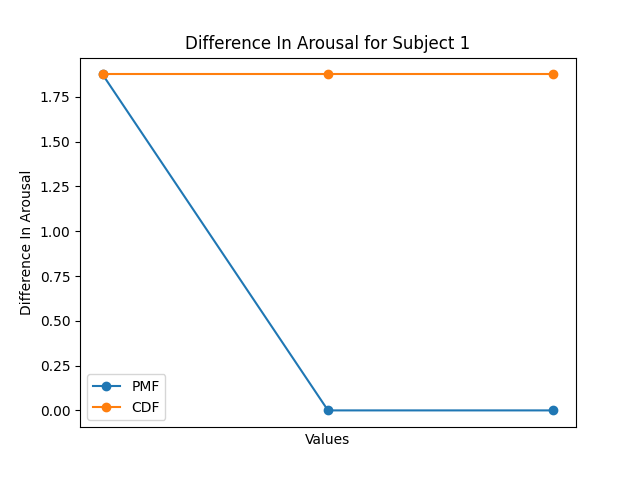 Difference In Arousal for Subject 1
Difference In Arousal
1.75
1.50
1.25
1.00
0.75
0.50
0.25
0.00
PMF
CDF
Values